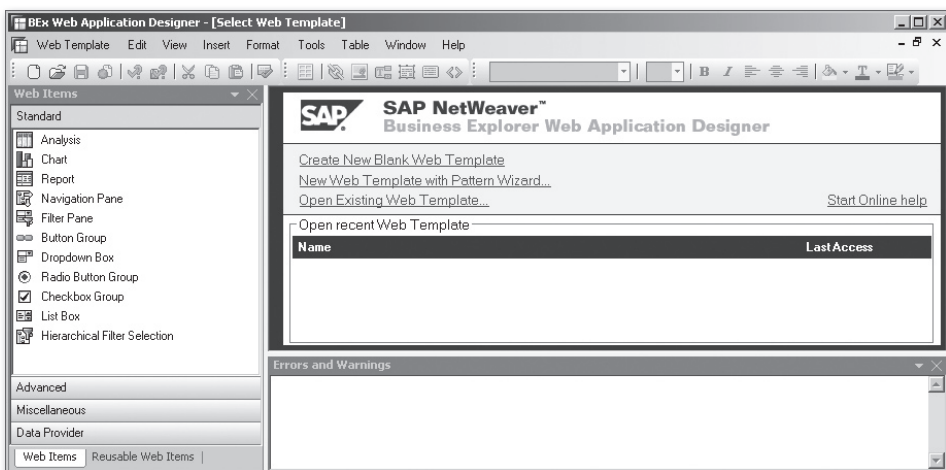 BEx Web Application Designer - [Select Web Template]
Web Template Edit View Insert Format Tools Table Window Help
B I T
Web Items
Standard
Analysis
Chart
Report
Navigation Pane
Filter Pane
Button Group
Dropdown Box
Radio Button Group
Checkbox Group
List Box
Hierarchical Filter Selection
Advanced
Miscellaneous
Data Provider
Web Items Reusable Web Items
SAP
SAP NetWeaver™
Business Explorer Web Application Designer
Create New Blank Web Template
New Web Template with Pattern Wizard...
Open Existing Web Template...
Start Online help
Open recent Web Template
Name LastAccess
Errors and Warnings